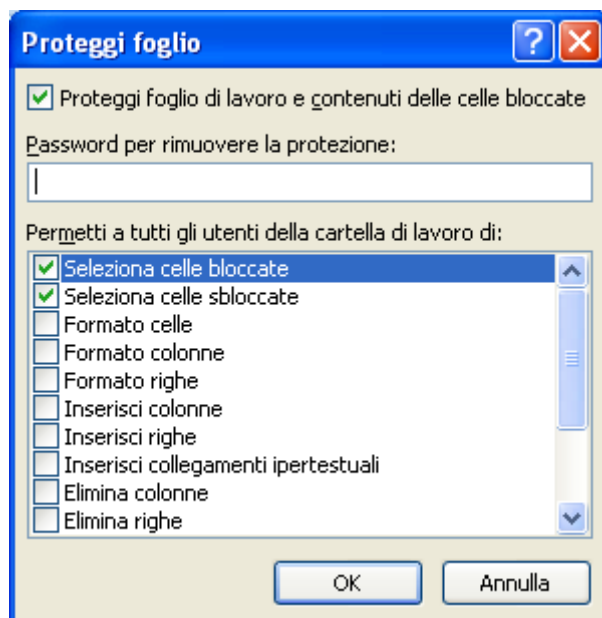 Proteggi foglio
Proteggi foglio di lavoro e contenuti delle celle bloccate
Password per rimuovere la protezione:
Permetti a tutti gli utenti della cartella di lavoro di:
Seleziona celle bloccate
Seleziona celle sbloccate
Formato celle
Formato colonne
Formato righe
Inserisci colonne
Inserisci righe
Inserisci collegamenti ipertestuali
Elimina colonne
Elimina righe
OK Annulla